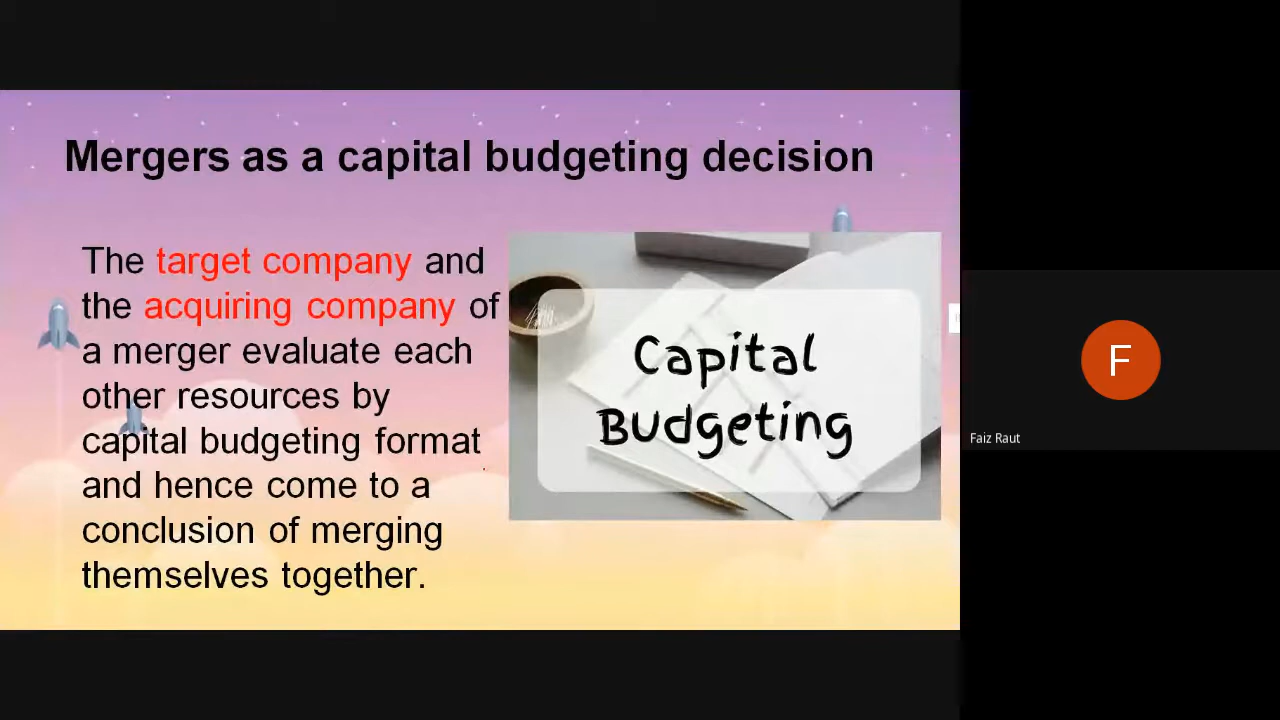 Mergers as a capital budgeting decision
The target company and
the acquiring company of
a merger evaluate each
other resources by
capital budgeting format
and hence come to a
conclusion of merging
themselves together.
Capital
Budgeting
F
Faiz Raut